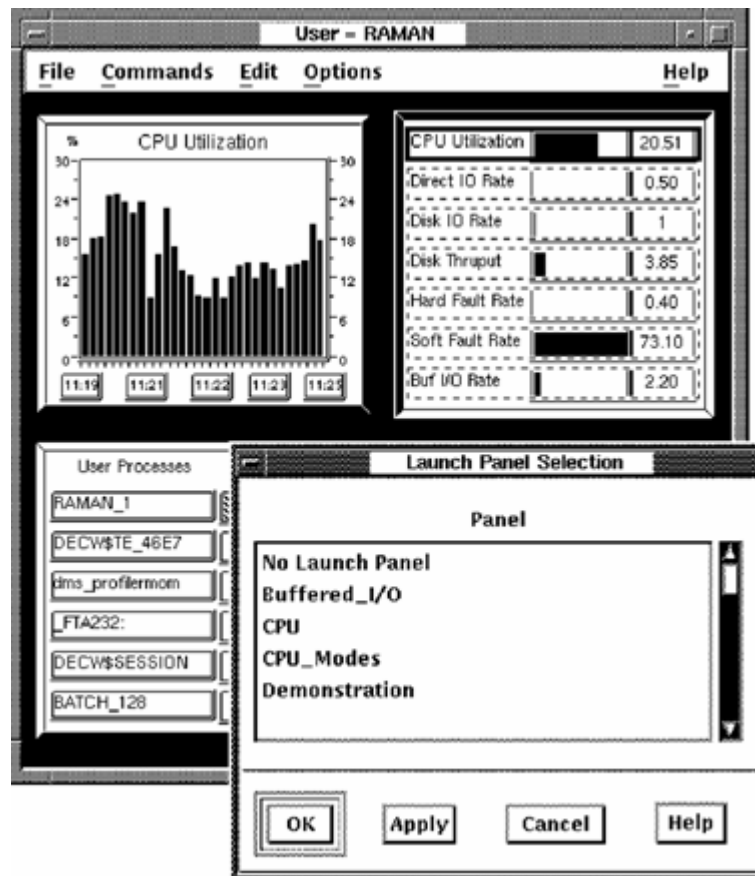 User = RAMAN
File Commands Edit Options Help
% CPU Utilization
30 30
24 24
18 18
12 12
6 6
0 0
11:19 11:21 11:22 11:23 11:25
CPU Utilization 20.51
Direct IO Rate 0.50
Disk IO Rate 1
Disk Thruput 3.85
Hard Fault Rate 0.40
Soft Fault Rate 73.10
Buf I/O Rate 2.20
User Processes
RAMAN_1
DECW$TE_46E7
dms_profilermom
_FTA232:
DECW$SESSION
BATCH_128
Launch Panel Selection
Panel
No Launch Panel
Buffered_I/O
CPU
CPU_Modes
Demonstration
OK Apply Cancel Help